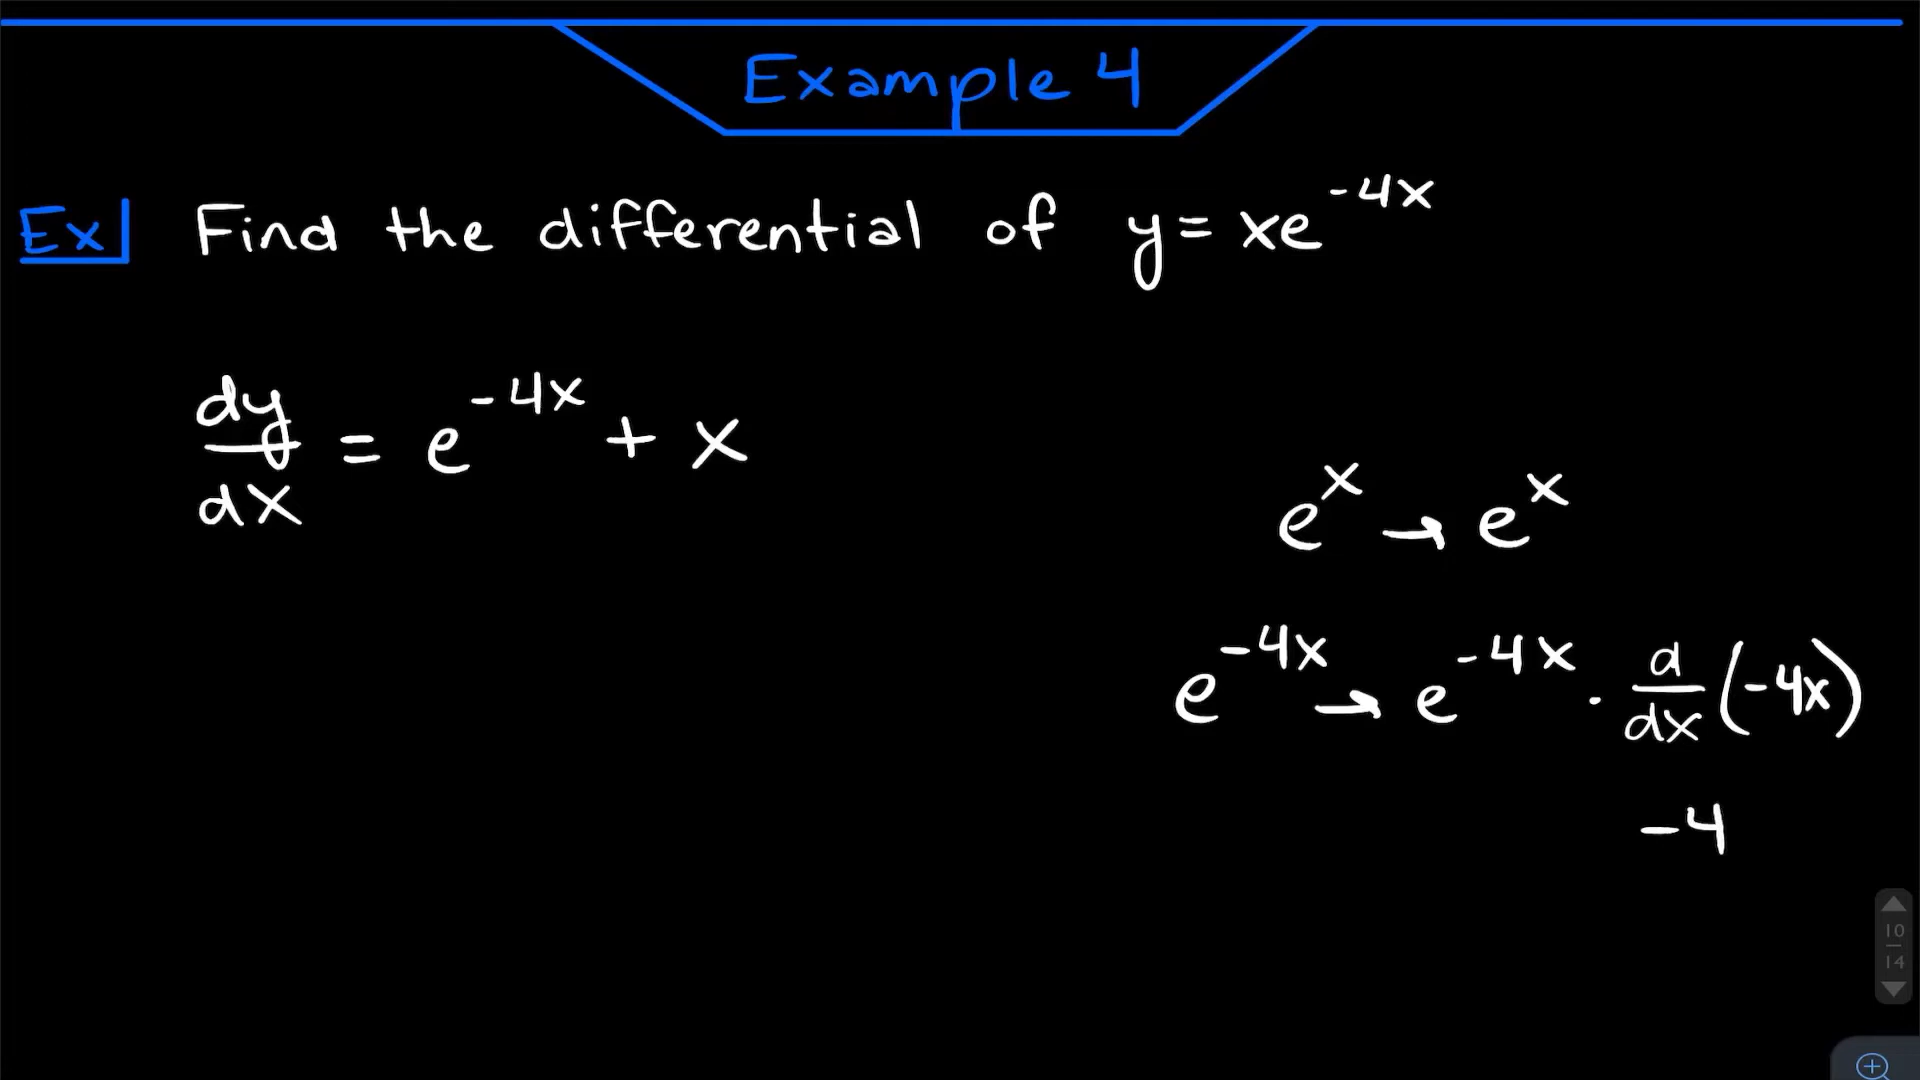 Example 4
Ex Find the differential of y = xe^{-4x}
dy/dx = e^{-4x} + x
e^x → e^x
e^{-4x} → e^{-4x} · d/dx (-4x)
-4
10
14